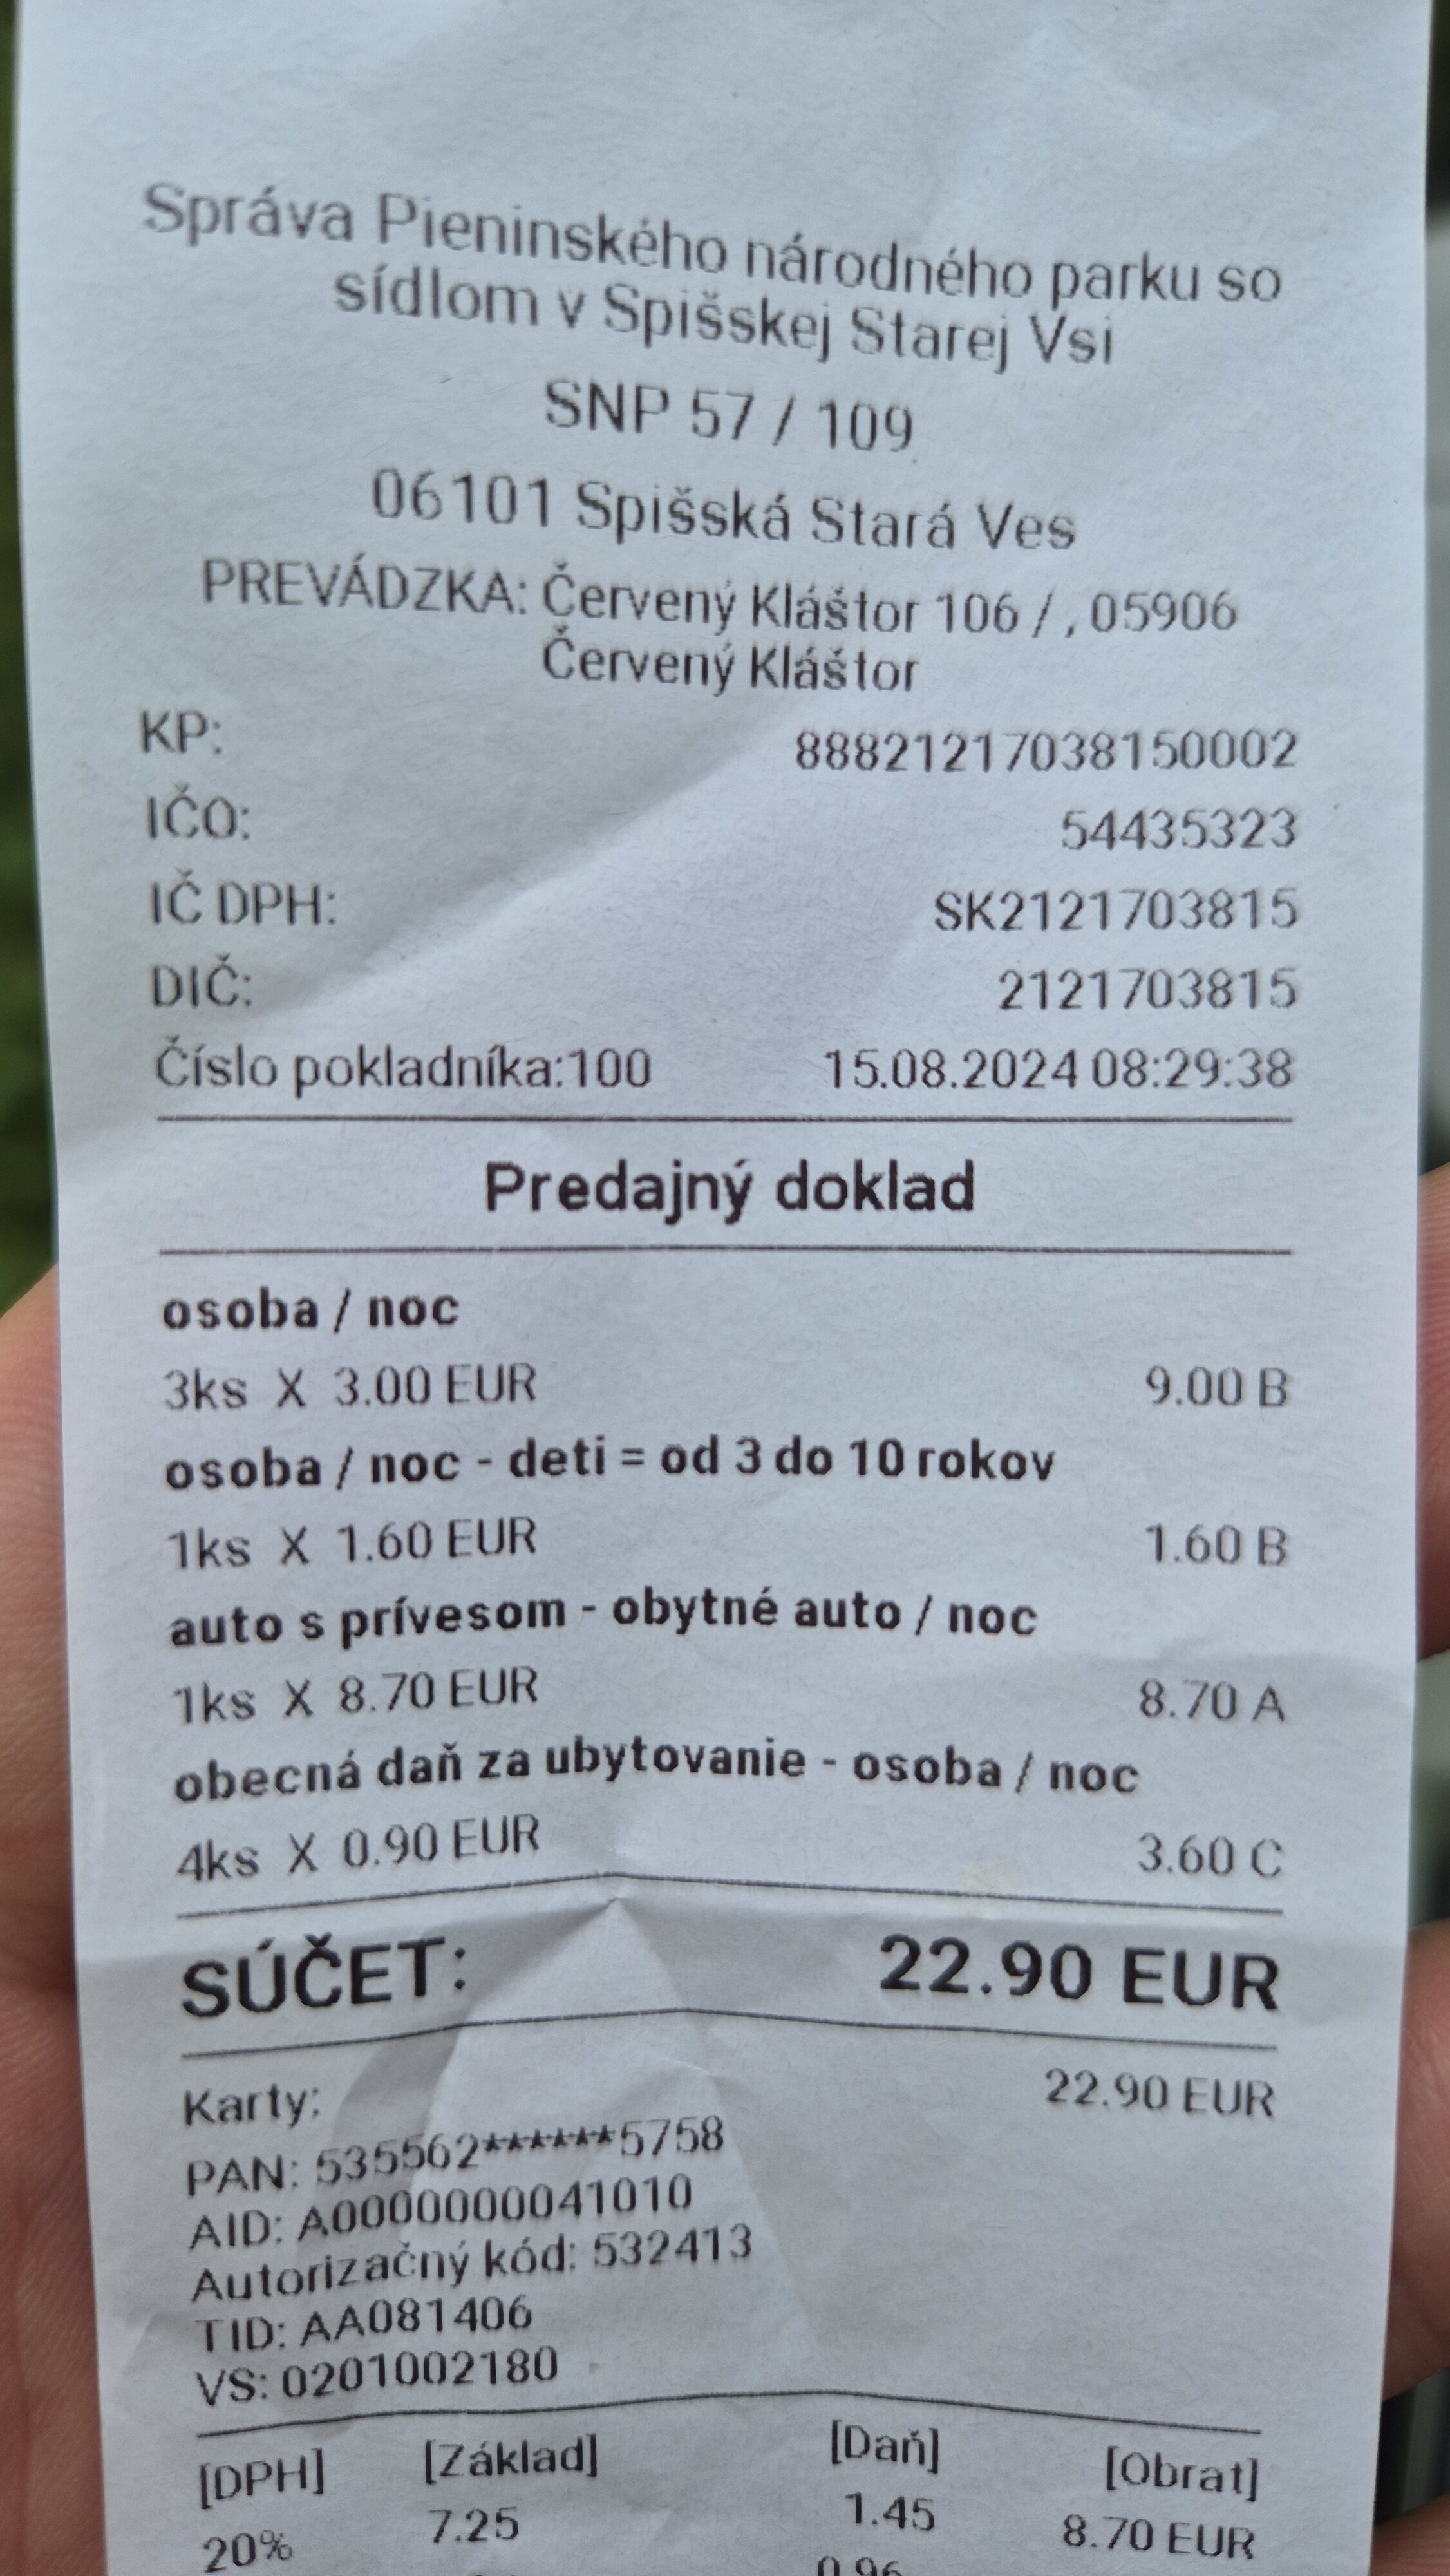 Správa Pieninského národného parku so
sídlom v Spišskej Starej Vsi
SNP 57 / 109
06101 Spišská Stará Ves
PREVÁDZKA: Červený Kláštor 106 / , 05906
Červený Kláštor
KP: 88821217038150002
IČO: 54435323
IČ DPH: SK2121703815
DIČ: 2121703815
Číslo pokladníka:100 15.08.2024 08:29:38
Predajný doklad
osoba / noc
3ks X 3.00 EUR 9.00 B
osoba / noc - deti = od 3 do 10 rokov
1ks X 1.60 EUR 1.60 B
auto s prívesom - obytné auto / noc
1ks X 8.70 EUR 8.70 A
obecná daň za ubytovanie - osoba / noc
4ks X 0.90 EUR 3.60 C
SÚČET: 22.90 EUR
Karty: 22.90 EUR
PAN: 535562******5758
AID: A0000000041010
Autorizačný kód: 532413
TID: AA081406
VS: 0201002180
[DPH] [Základ] [Daň] [Obrat]
20% 7.25 1.45 8.70 EUR
0.96